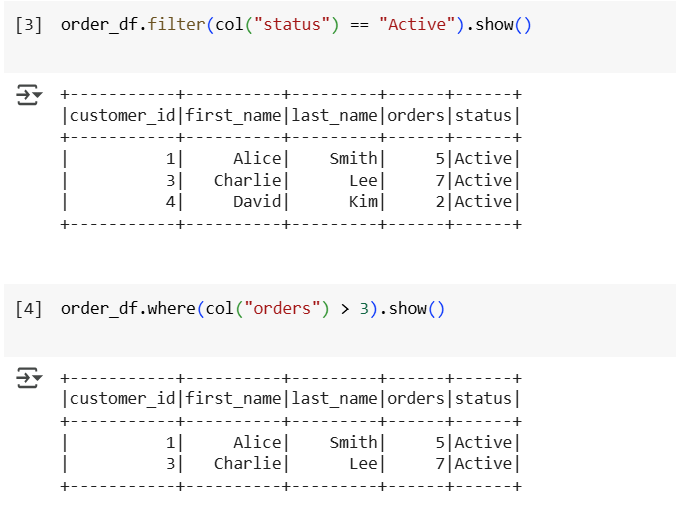 [3] order_df.filter(col("status") == "Active").show()
+-----------+----------+---------+------+------+
|customer_id|first_name|last_name|orders|status|
+-----------+----------+---------+------+------+
|          1|     Alice|    Smith|     5|Active|
|          3|   Charlie|      Lee|     7|Active|
|          4|     David|      Kim|     2|Active|
+-----------+----------+---------+------+------+
[4] order_df.where(col("orders") > 3).show()
+-----------+----------+---------+------+------+
|customer_id|first_name|last_name|orders|status|
+-----------+----------+---------+------+------+
|          1|     Alice|    Smith|     5|Active|
|          3|   Charlie|      Lee|     7|Active|
+-----------+----------+---------+------+------+